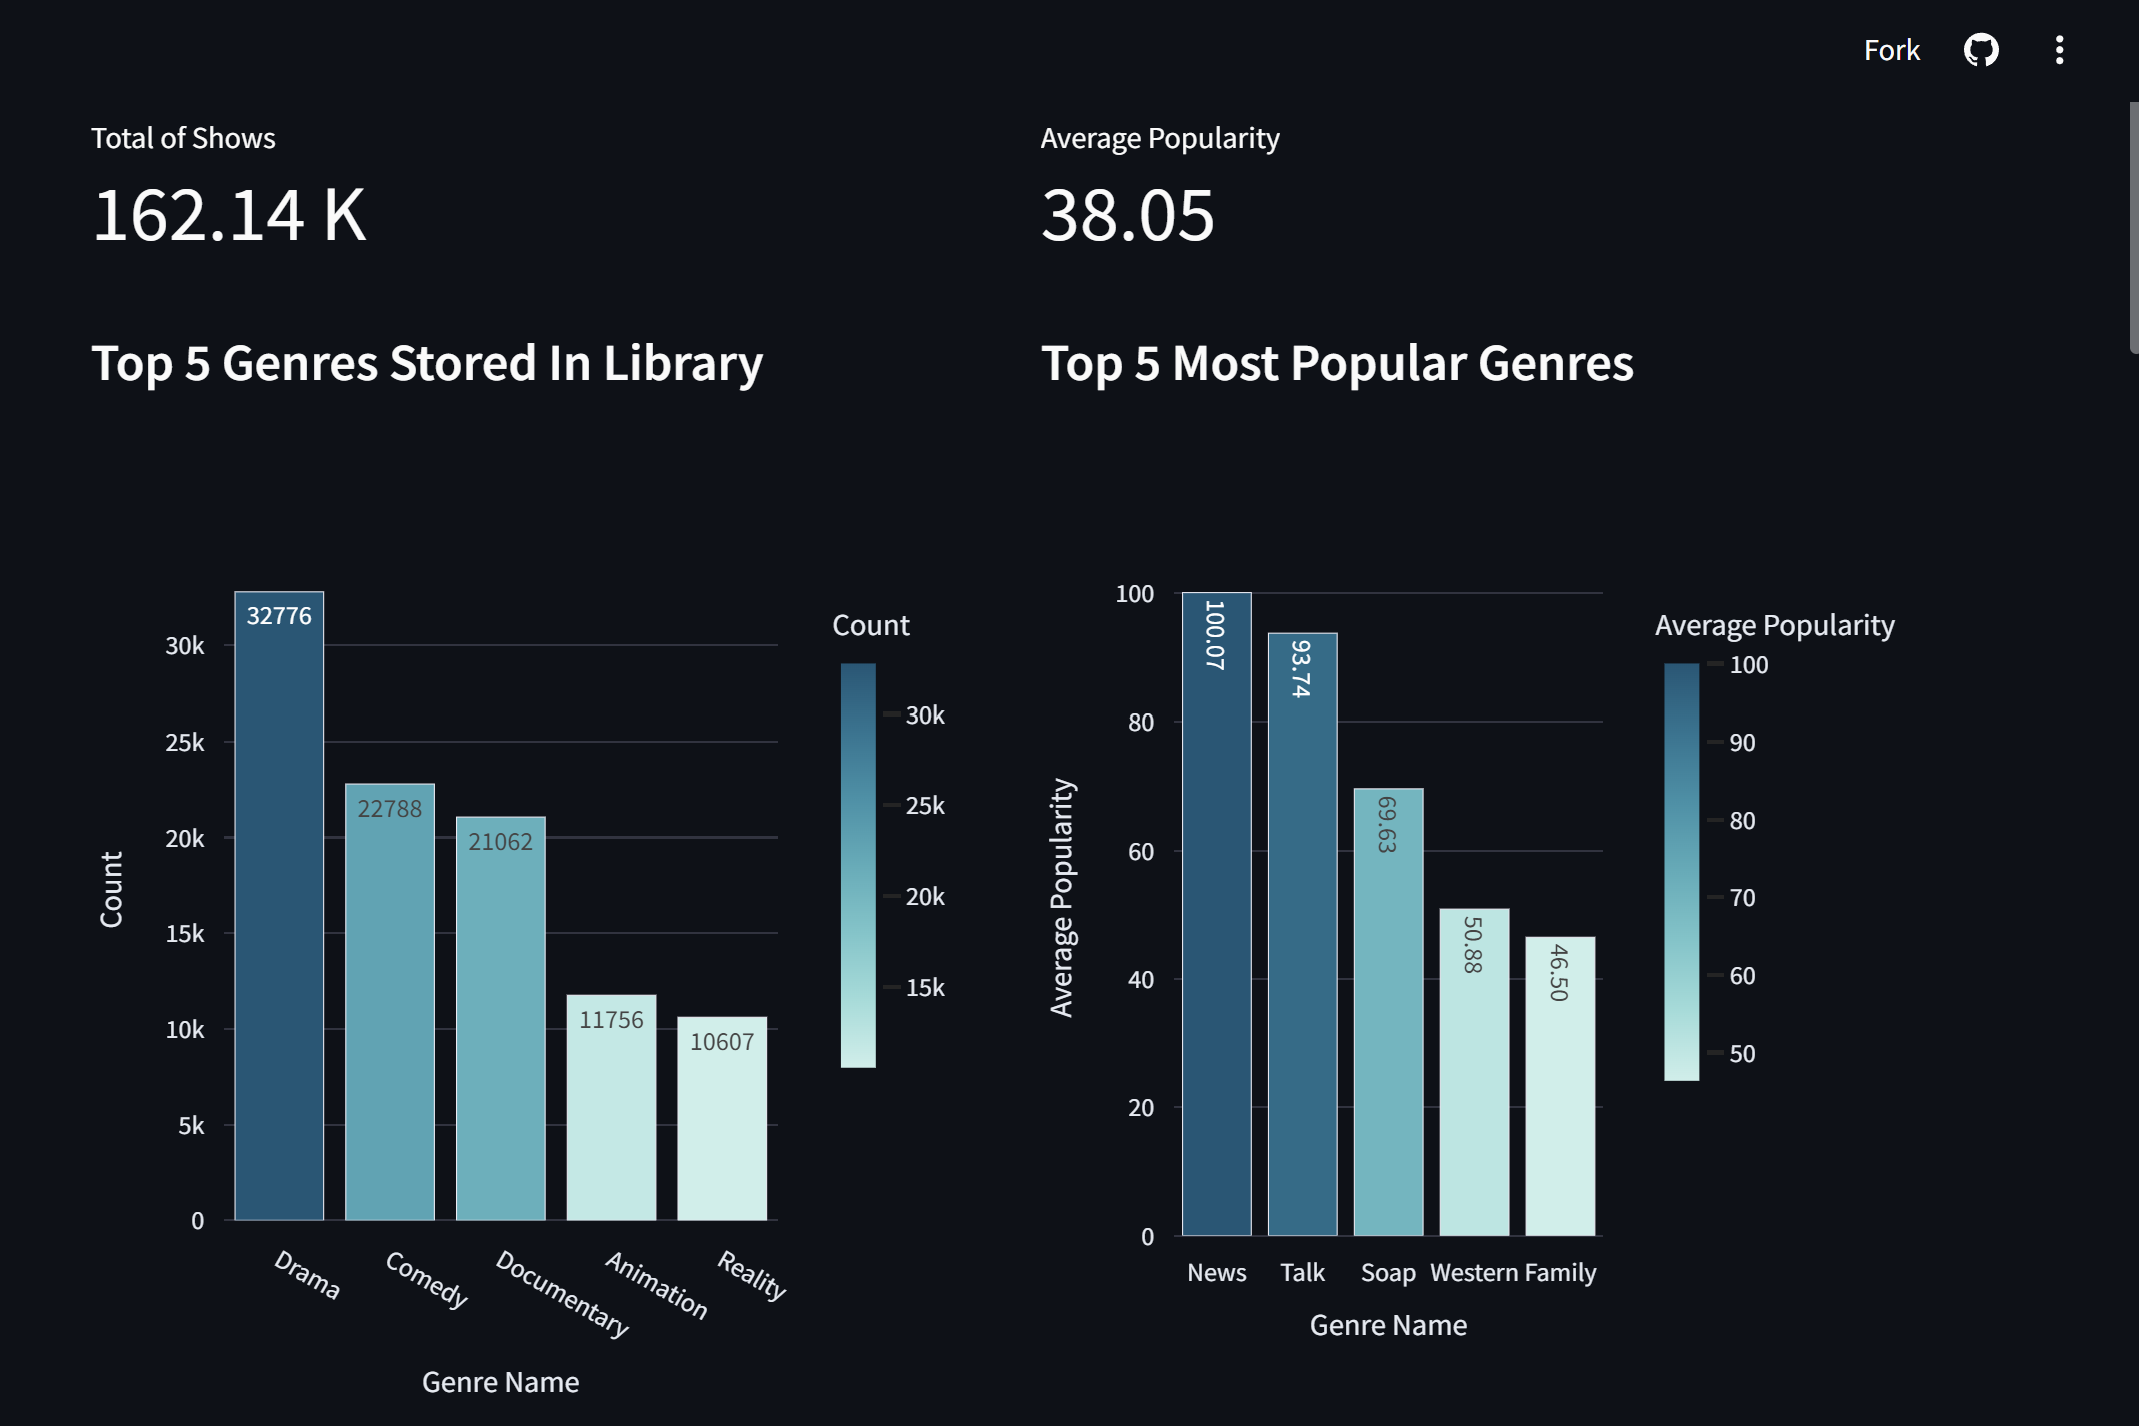 Fork
Total of Shows
162.14 K
Average Popularity
38.05
Top 5 Genres Stored In Library
Top 5 Most Popular Genres
Count
30k
25k
20k
15k
10k
5k
0
32776
22788
21062
11756
10607
Drama
Comedy
Documentary
Animation
Reality
Genre Name
Count
30k
25k
20k
15k
Average Popularity
100
80
60
40
20
0
100.07
93.74
69.63
50.88
46.50
News
Talk
Soap
Western
Family
Genre Name
Average Popularity
100
90
80
70
60
50